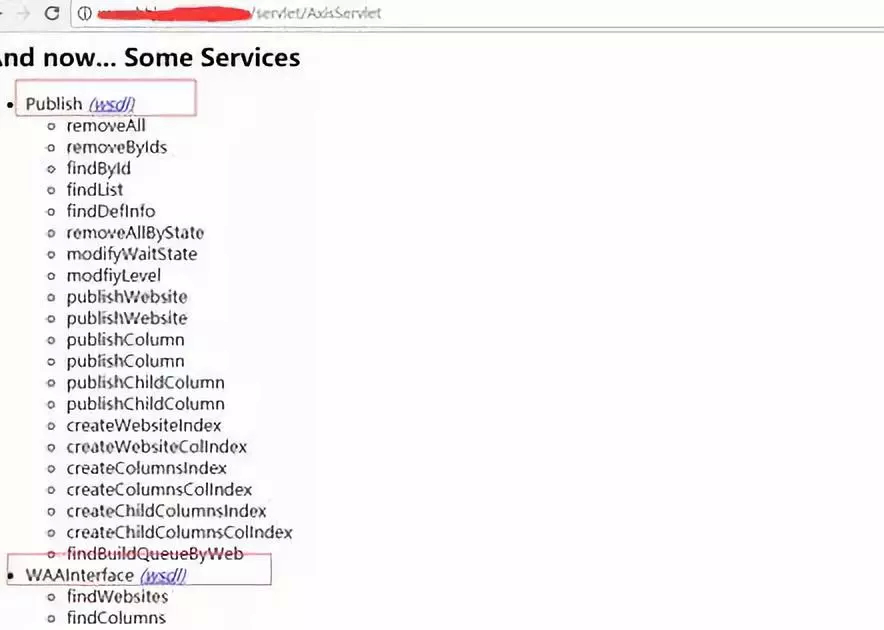 /servlet/AxisServlet
And now... Some Services
Publish (wsdl)
removeAll
removeByIds
findById
findList
findDefInfo
removeAllByState
modifyWaitState
modfiyLevel
publishWebsite
publishWebsite
publishColumn
publishColumn
publishChildColumn
publishChildColumn
createWebsiteIndex
createWebsiteColIndex
createColumnsIndex
createColumnsColIndex
createChildColumnsIndex
createChildColumnsColIndex
findBuildQueueByWeb
WAAInterface (wsdl)
findWebsites
findColumns